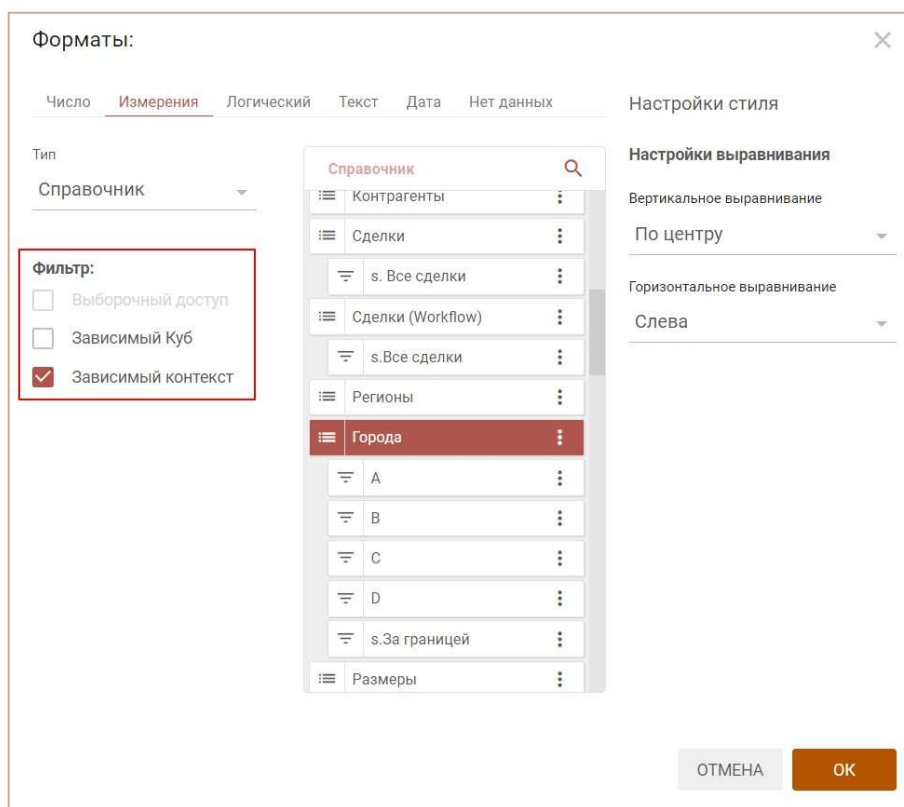 Форматы:
Число Измерения Логический Текст Дата Нет данных
Тип
Справочник
Фильтр:
Выборочный доступ
Зависимый Куб
Зависимый контекст
Справочник
Контрагенты
Сделки
s. Все сделки
Сделки (Workflow)
s.Все сделки
Регионы
Города
A
B
C
D
s.За границей
Размеры
Настройки стиля
Настройки выравнивания
Вертикальное выравнивание
По центру
Горизонтальное выравнивание
Слева
ОТМЕНА ОК